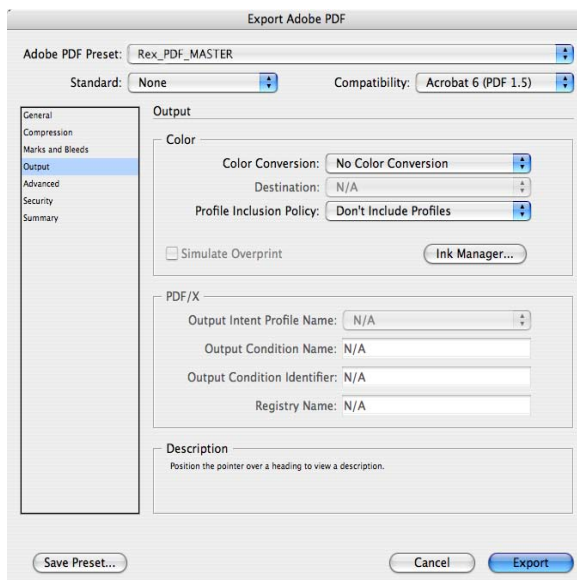 Export Adobe PDF
Adobe PDF Preset: Rex_PDF_MASTER
Standard: None Compatibility: Acrobat 6 (PDF 1.5)
General
Compression
Marks and Bleeds
Output
Advanced
Security
Summary
Output
Color
Color Conversion: No Color Conversion
Destination: N/A
Profile Inclusion Policy: Don't Include Profiles
Simulate Overprint Ink Manager...
PDF/X
Output Intent Profile Name: N/A
Output Condition Name: N/A
Output Condition Identifier: N/A
Registry Name: N/A
Description
Position the pointer over a heading to view a description.
Save Preset... Cancel Export